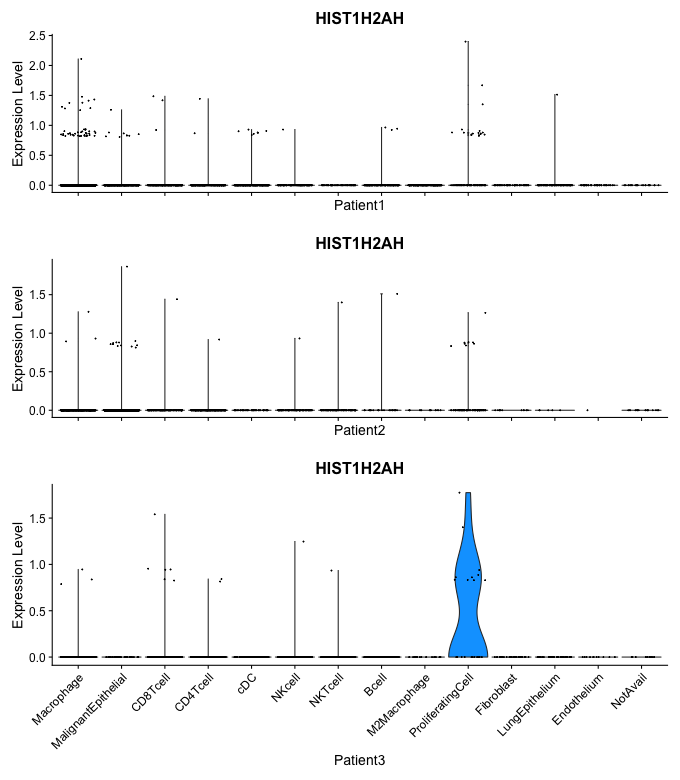 HIST1H2AH
Expression Level
2.5
2.0
1.5
1.0
0.5
0.0
Patient1
HIST1H2AH
Expression Level
1.5
1.0
0.5
0.0
Patient2
HIST1H2AH
Expression Level
1.5
1.0
0.5
0.0
Macrophage
MalignantEpithelial
CD8Tcell
CD4Tcell
cDC
NKcell
NKTcell
Bcell
M2Macrophage
ProliferatingCell
Fibroblast
LungEpithelium
Endothelium
NotAvail
Patient3